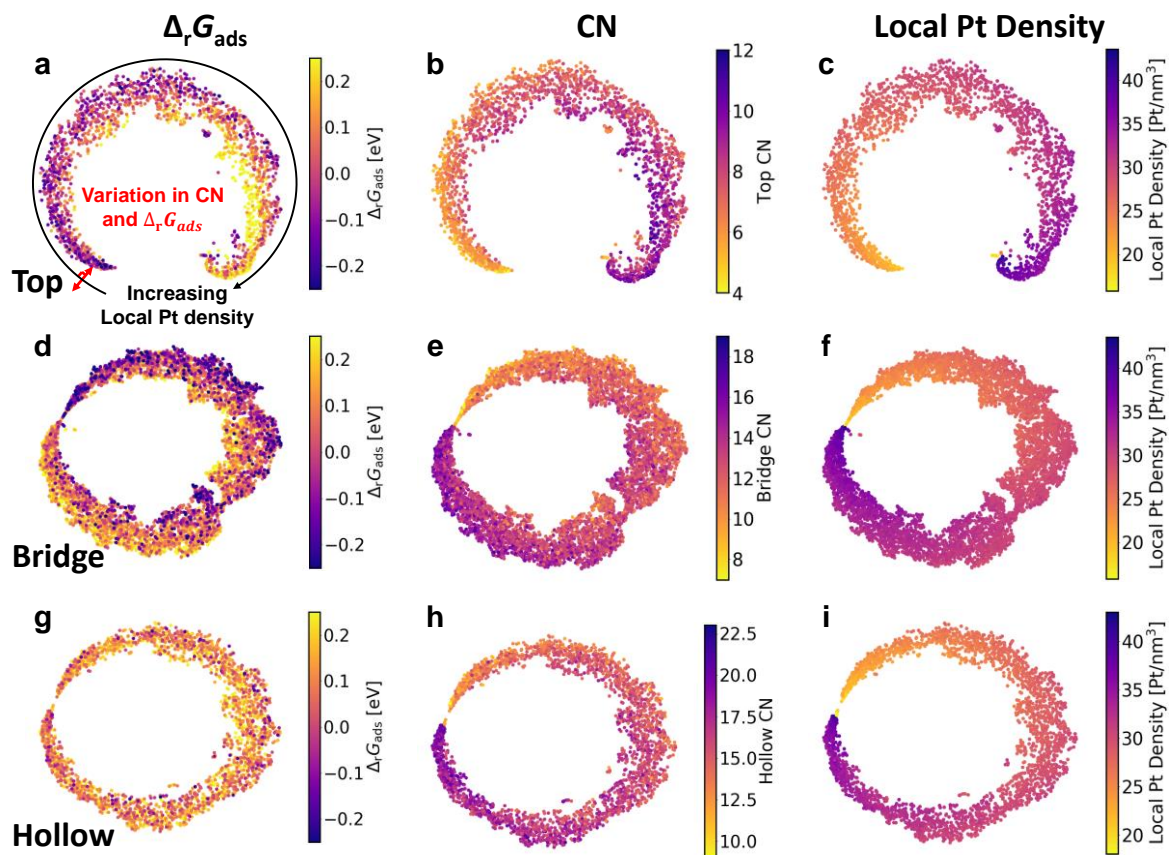 ΔrGads
CN
Local Pt Density
a
0.2
0.1
0.0
−0.1
−0.2
ΔrGads [eV]
Variation in CN
and ΔrGads
Top
Increasing
Local Pt density
b
12
10
8
6
4
Top CN
c
40
35
30
25
20
Local Pt Density [Pt/nm³]
d
0.2
0.1
0.0
−0.1
−0.2
ΔrGads [eV]
Bridge
e
18
16
14
12
10
8
Bridge CN
f
40
35
30
25
20
Local Pt Density [Pt/nm³]
g
0.2
0.1
0.0
−0.1
−0.2
ΔrGads [eV]
Hollow
h
22.5
20.0
17.5
15.0
12.5
10.0
Hollow CN
i
40
35
30
25
20
Local Pt Density [Pt/nm³]